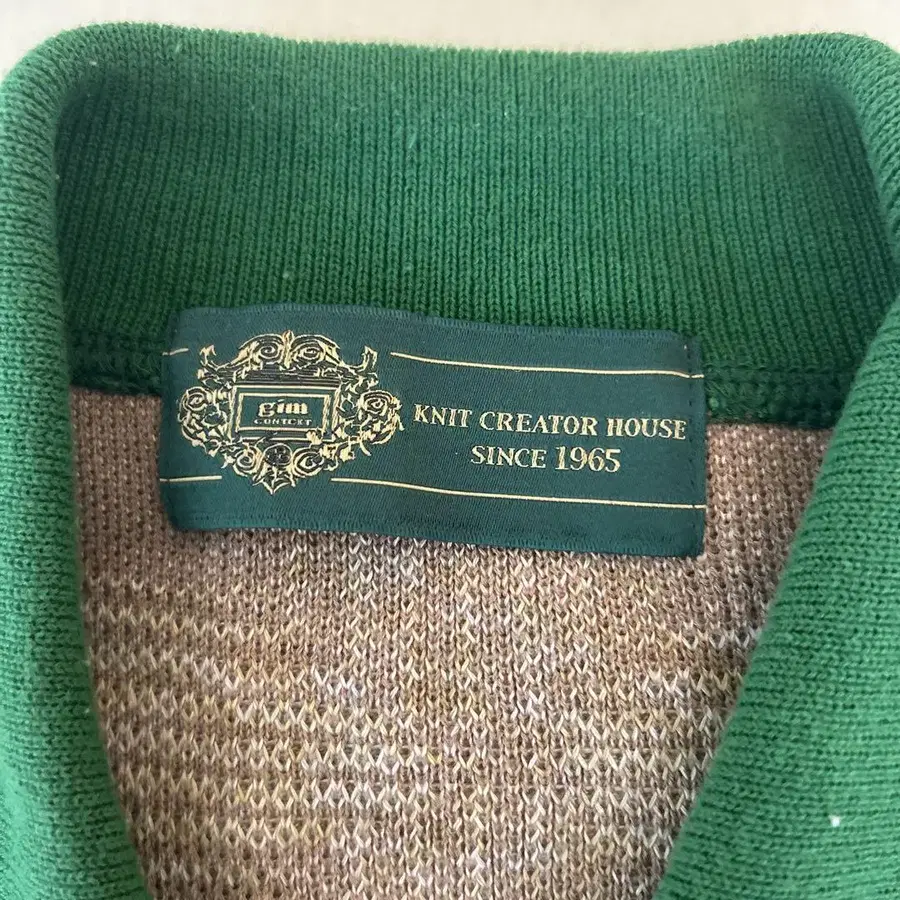 gim
CONTEXT
KNIT CREATOR HOUSE
SINCE 1965